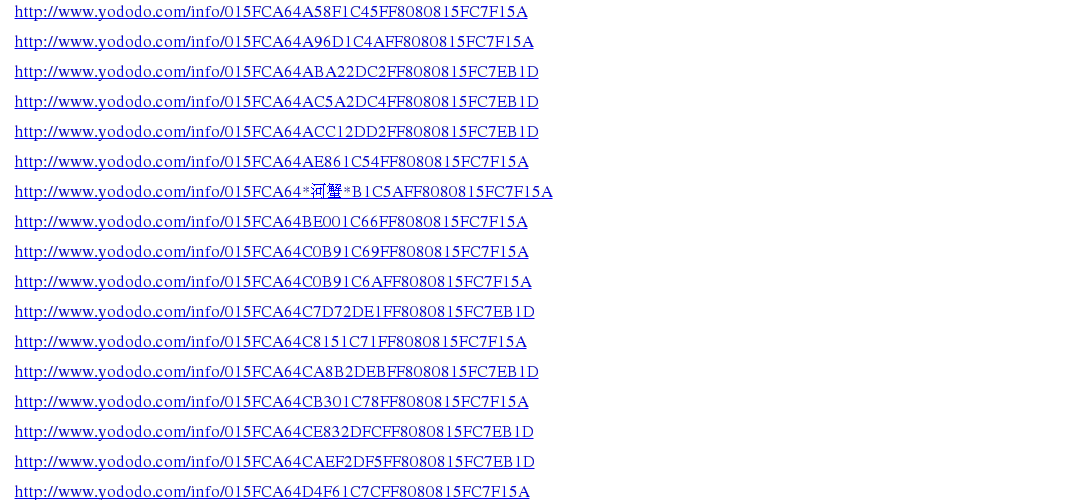 http://www.yododo.com/info/015FCA64A58F1C45FF8080815FC7F15A
http://www.yododo.com/info/015FCA64A96D1C4AFF8080815FC7F15A
http://www.yododo.com/info/015FCA64ABA22DC2FF8080815FC7EB1D
http://www.yododo.com/info/015FCA64AC5A2DC4FF8080815FC7EB1D
http://www.yododo.com/info/015FCA64ACC12DD2FF8080815FC7EB1D
http://www.yododo.com/info/015FCA64AE861C54FF8080815FC7F15A
http://www.yododo.com/info/015FCA64*河蟹*B1C5AFF8080815FC7F15A
http://www.yododo.com/info/015FCA64BE001C66FF8080815FC7F15A
http://www.yododo.com/info/015FCA64C0B91C69FF8080815FC7F15A
http://www.yododo.com/info/015FCA64C0B91C6AFF8080815FC7F15A
http://www.yododo.com/info/015FCA64C7D72DE1FF8080815FC7EB1D
http://www.yododo.com/info/015FCA64C8151C71FF8080815FC7F15A
http://www.yododo.com/info/015FCA64CA8B2DEBFF8080815FC7EB1D
http://www.yododo.com/info/015FCA64CB301C78FF8080815FC7F15A
http://www.yododo.com/info/015FCA64CE832DFCFF8080815FC7EB1D
http://www.yododo.com/info/015FCA64CAEF2DF5FF8080815FC7EB1D
http://www.yododo.com/info/015FCA64D4F61C7CFF8080815FC7F15A